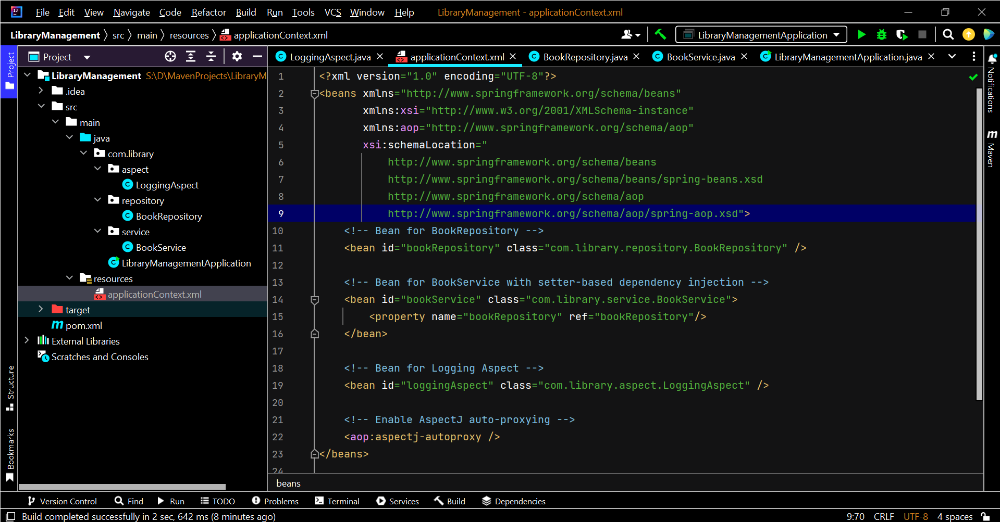 File Edit View Navigate Code Refactor Build Run Tools VCS Window Help LibraryManagement - applicationContext.xml
LibraryManagement src main resources applicationContext.xml LibraryManagementApplication
Project
Project
LoggingAspect.java applicationContext.xml BookRepository.java BookService.java LibraryManagementApplication.java
LibraryManagement S:\D\MavenProjects\LibraryM
.idea
src
main
java
com.library
aspect
LoggingAspect
repository
BookRepository
service
BookService
LibraryManagementApplication
resources
applicationContext.xml
target
pom.xml
External Libraries
Scratches and Consoles
Structure
Bookmarks
1 <?xml version="1.0" encoding="UTF-8"?>
2 <beans xmlns="http://www.springframework.org/schema/beans"
3 xmlns:xsi="http://www.w3.org/2001/XMLSchema-instance"
4 xmlns:aop="http://www.springframework.org/schema/aop"
5 xsi:schemaLocation="
6 http://www.springframework.org/schema/beans
7 http://www.springframework.org/schema/beans/spring-beans.xsd
8 http://www.springframework.org/schema/aop
9 http://www.springframework.org/schema/aop/spring-aop.xsd">
10 <!-- Bean for BookRepository -->
11 <bean id="bookRepository" class="com.library.repository.BookRepository" />
12
13 <!-- Bean for BookService with setter-based dependency injection -->
14 <bean id="bookService" class="com.library.service.BookService">
15 <property name="bookRepository" ref="bookRepository"/>
16 </bean>
17
18 <!-- Bean for Logging Aspect -->
19 <bean id="loggingAspect" class="com.library.aspect.LoggingAspect" />
20
21 <!-- Enable AspectJ auto-proxying -->
22 <aop:aspectj-autoproxy />
23 </beans>
24
beans
Notifications
m Maven
Version Control Find Run TODO Problems Terminal Services Build Dependencies
Build completed successfully in 2 sec, 642 ms (8 minutes ago) 9:70 CRLF UTF-8 4 spaces